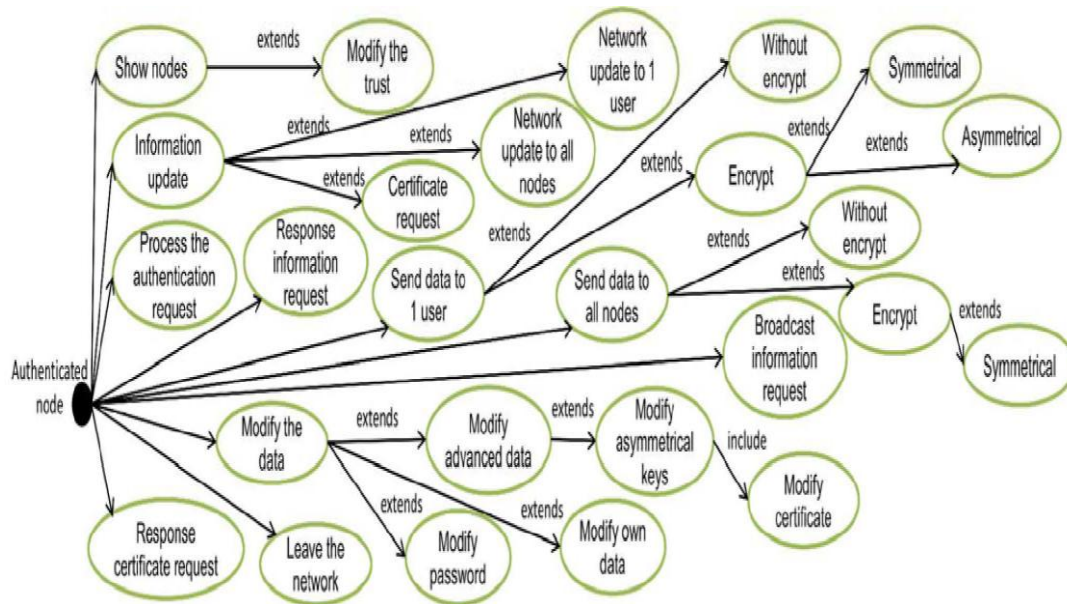 Show nodes
extends
Modify the
trust
Network
update to 1
user
Without
encrypt
Symmetrical
Information
update
extends
extends
Network
update to all
nodes
extends
Certificate
request
extends
Encrypt
extends
extends
Asymmetrical
Process the
authentication
request
Response
information
request
Send data to
1 user
extends
Send data to
all nodes
extends
Without
encrypt
extends
Encrypt
extends
Symmetrical
Broadcast
information
request
Authenticated
node
Modify the
data
extends
Modify
advanced data
extends
Modify
asymmetrical
keys
include
Modify
certificate
extends
Modify
password
extends
Modify own
data
Response
certificate request
Leave the
network